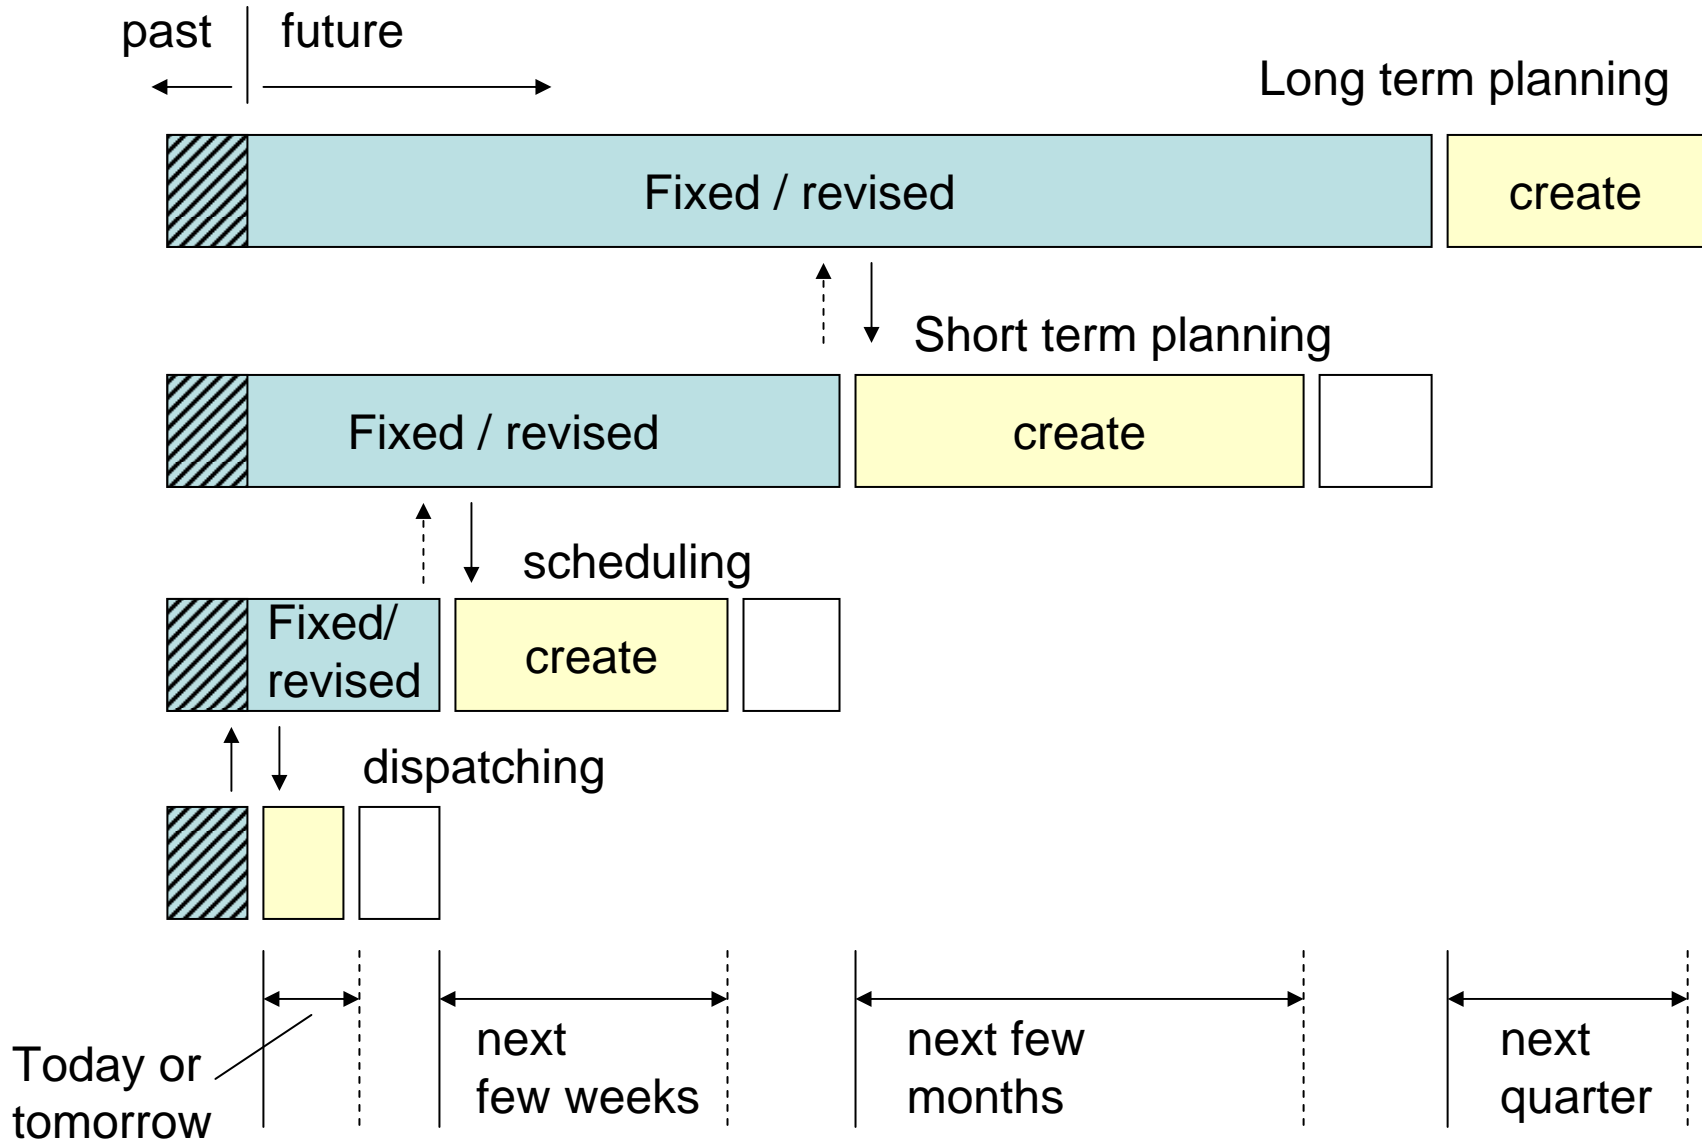 past
future
Long term planning
Fixed / revised
create
Short term planning
Fixed / revised
create
scheduling
Fixed/
revised
create
dispatching
Today or
tomorrow
next
few weeks
next few
months
next
quarter